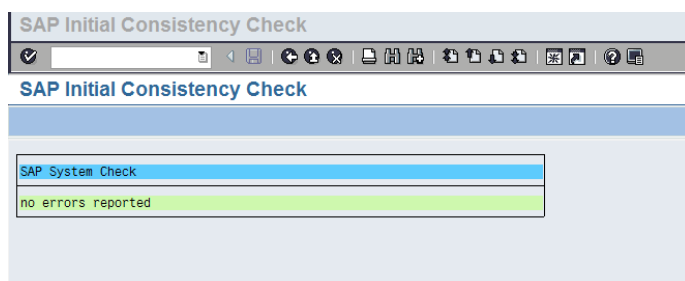 SAP Initial Consistency Check
SAP Initial Consistency Check
SAP System Check
no errors reported